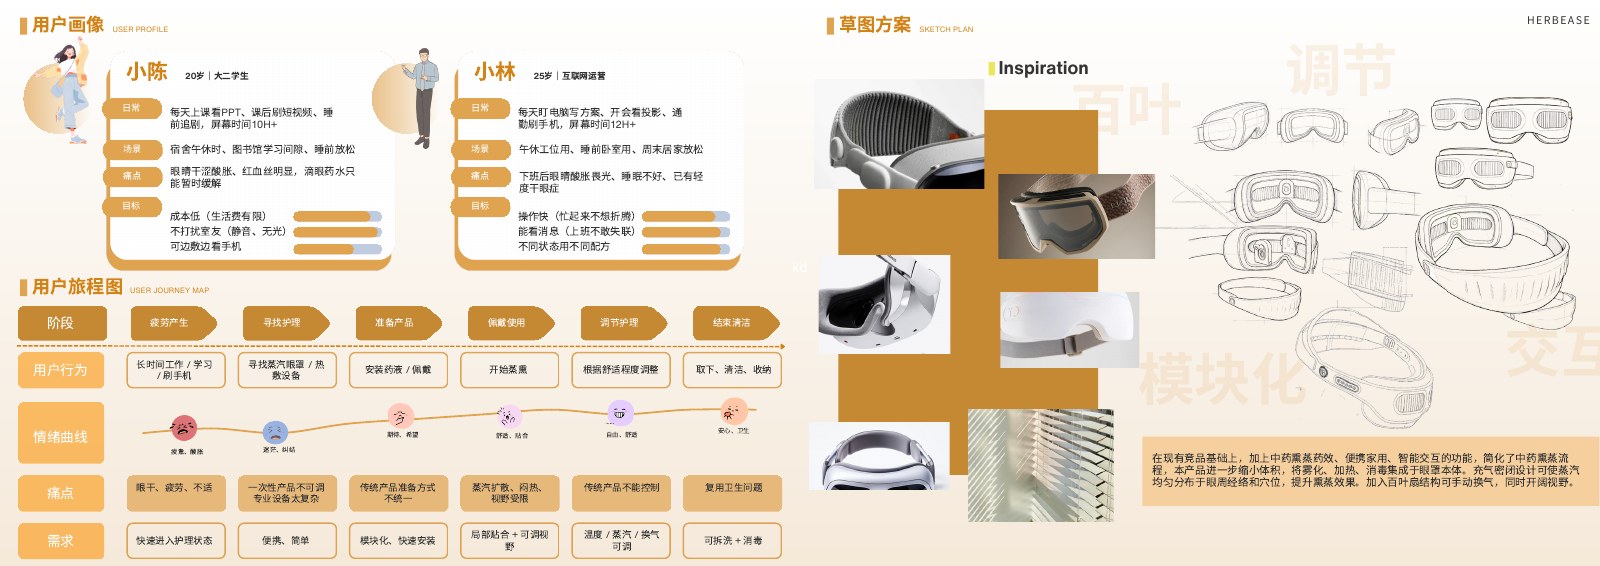 用户画像 USER PROFILE
小陈 20岁｜大二学生
日常
每天上课看PPT、课后刷短视频、睡
前追剧，屏幕时间10H+
场景
宿舍午休时、图书馆学习间隙、睡前放松
痛点
眼睛干涩酸胀、红血丝明显，滴眼药水只
能暂时缓解
目标
成本低（生活费有限）
不打扰室友（静音、无光）
可边敷边看手机
小林 25岁｜互联网运营
日常
每天盯电脑写方案、开会看投影、通
勤刷手机，屏幕时间12H+
场景
午休工位用、睡前卧室用、周末居家放松
痛点
下班后眼睛酸胀畏光、睡眠不好、已有轻
度干眼症
目标
操作快（忙起来不想折腾）
能看消息（上班不敢失联）
不同状态用不同配方
用户旅程图 USER JOURNEY MAP
阶段 疲劳产生 寻找护理 准备产品 佩戴使用 调节护理 结束清洁
用户行为
长时间工作 / 学习
/ 刷手机
寻找蒸汽眼罩 / 热
敷设备
安装药液 / 佩戴
开始蒸熏
根据舒适程度调整
取下、清洁、收纳
情绪曲线
疲惫、酸胀
迷茫、纠结
期待、希望
舒适、贴合
自由、舒适
安心、卫生
痛点
眼干、疲劳、不适
一次性产品不可调
专业设备太复杂
传统产品准备方式
不统一
蒸汽扩散、闷热、
视野受限
传统产品不能控制
复用卫生问题
需求
快速进入护理状态
便携、简单
模块化、快速安装
局部贴合 + 可调视
野
温度 / 蒸汽 / 换气
可调
可拆洗 + 消毒
草图方案 SKETCH PLAN
HERBEASE
Inspiration
调节
百叶
交互
模块化
在现有竞品基础上，加上中药熏蒸药效、便携家用、智能交互的功能，简化了中药熏蒸流
程，本产品进一步缩小体积，将雾化、加热、消毒集成于眼罩本体。充气密闭设计可使蒸汽
均匀分布于眼周经络和穴位，提升熏蒸效果。加入百叶扇结构可手动换气，同时开阔视野。